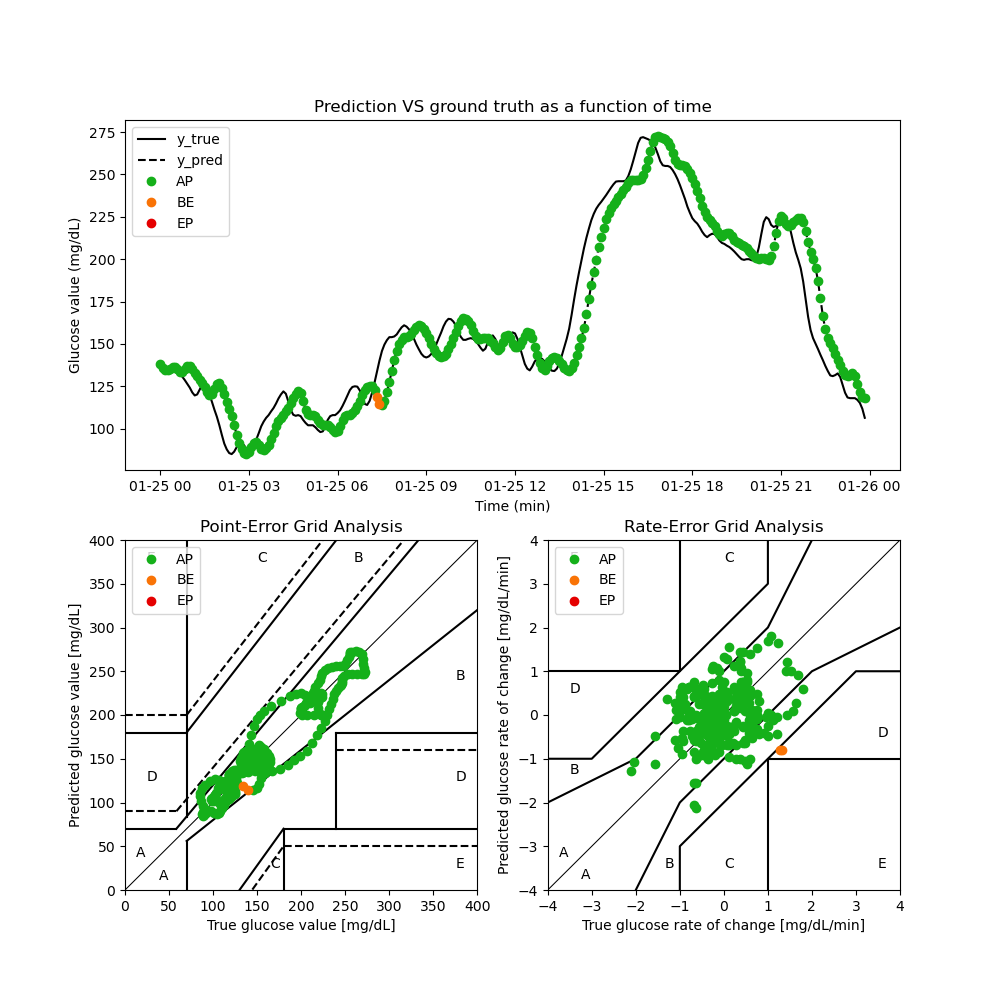 Prediction VS ground truth as a function of time
275
250
225
200
175
150
125
100
Glucose value (mg/dL)
y_true
y_pred
AP
BE
EP
01-25 00 01-25 03 01-25 06 01-25 09 01-25 12 01-25 15 01-25 18 01-25 21 01-26 00
Time (min)
Point-Error Grid Analysis
400
350
300
250
200
150
100
50
0
Predicted glucose value [mg/dL]
AP
BE
EP
C
B
B
D
D
A
A
C
E
0 50 100 150 200 250 300 350 400
True glucose value [mg/dL]
Rate-Error Grid Analysis
4
3
2
1
0
−1
−2
−3
−4
Predicted glucose rate of change [mg/dL/min]
AP
BE
EP
C
D
D
B
A
A
B
C
E
−4 −3 −2 −1 0 1 2 3 4
True glucose rate of change [mg/dL/min]